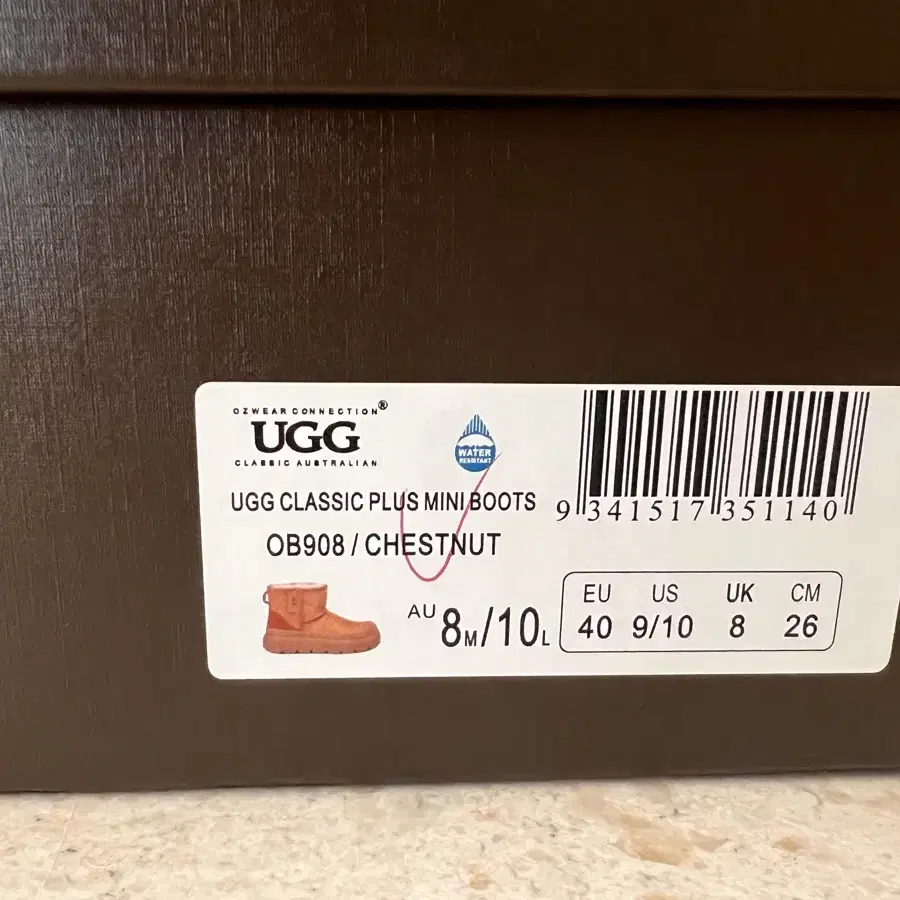 OZWEAR CONNECTION®
UGG
CLASSIC AUSTRALIAN
WATER
RESISTANT
UGG CLASSIC PLUS MINI BOOTS
OB908 / CHESTNUT
9 341517 351140
AU 8M/10L
EU US UK CM
40 9/10 8 26